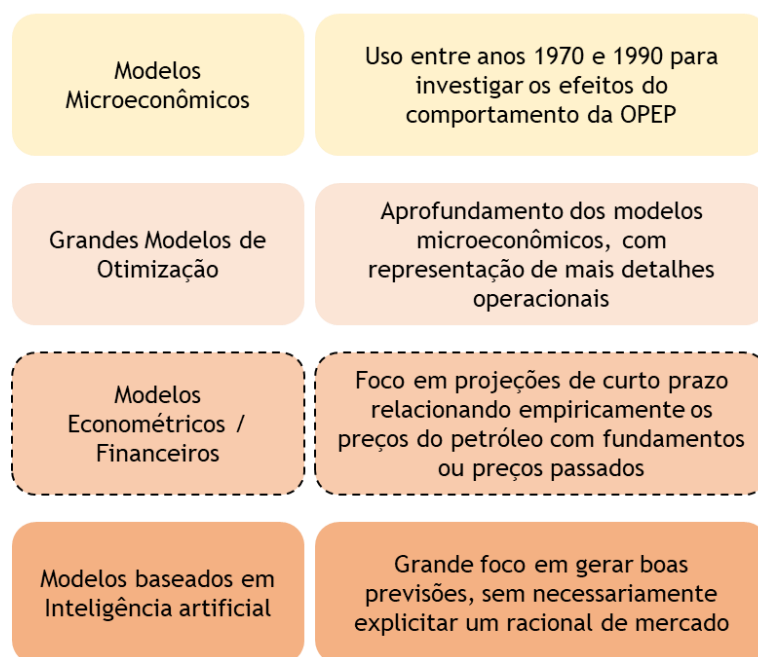 Modelos
Microeconômicos
Uso entre anos 1970 e 1990 para
investigar os efeitos do
comportamento da OPEP
Grandes Modelos de
Otimização
Aprofundamento dos modelos
microeconômicos, com
representação de mais detalhes
operacionais
Modelos
Econométricos /
Financeiros
Foco em projeções de curto prazo
relacionando empiricamente os
preços do petróleo com fundamentos
ou preços passados
Modelos baseados em
Inteligência artificial
Grande foco em gerar boas
previsões, sem necessariamente
explicitar um racional de mercado